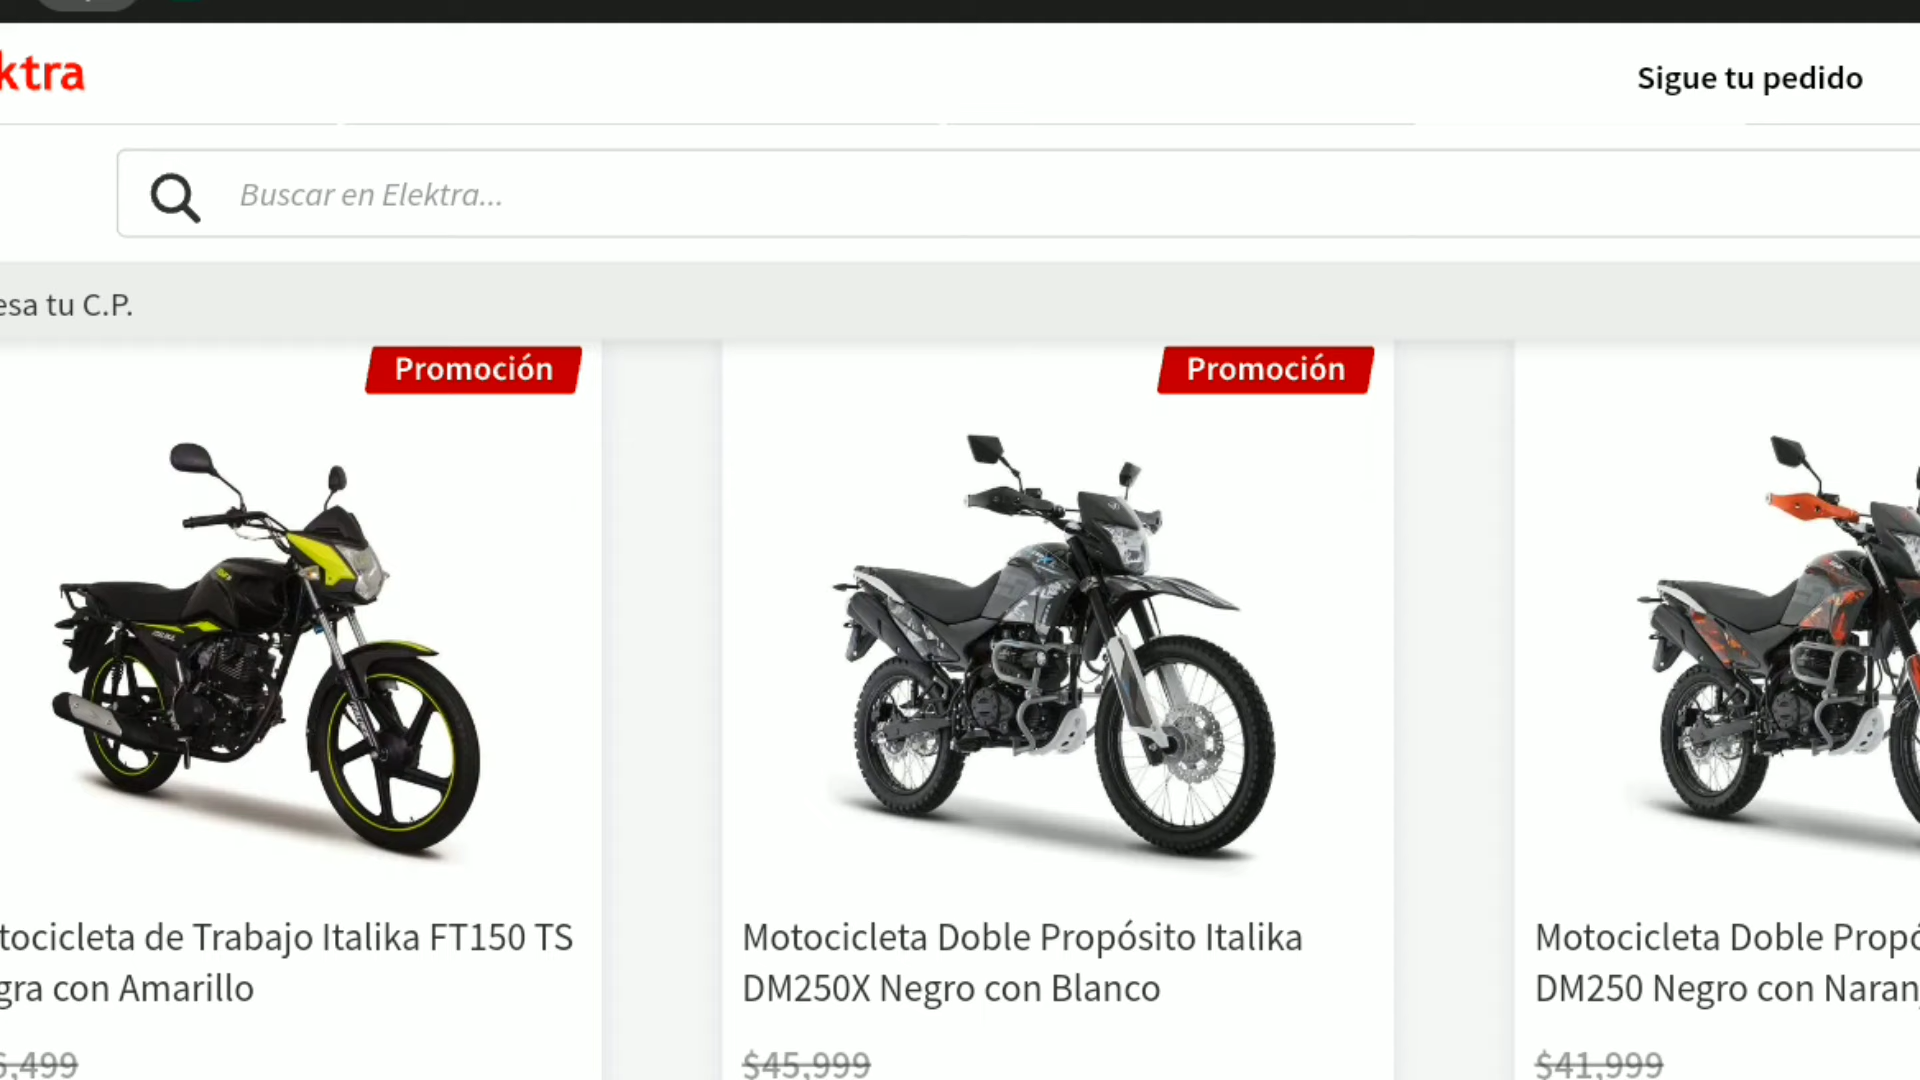 ktra
Sigue tu pedido
Buscar en Elektra...
esa tu C.P.
Promoción
Promoción
tocicleta de Trabajo Italika FT150 TS
gra con Amarillo
,499
Motocicleta Doble Propósito Italika
DM250X Negro con Blanco
$45,999
Motocicleta Doble Propó
DM250 Negro con Naran
$41,999